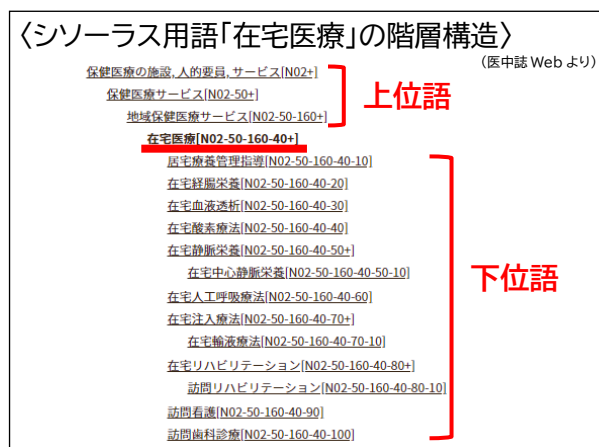 〈シソーラス用語「在宅医療」の階層構造〉
(医中誌 Web より)
保健医療の施設, 人的要員, サービス[N02+]
保健医療サービス[N02-50+]
地域保健医療サービス[N02-50-160+]
上位語
在宅医療[N02-50-160-40+]
居宅療養管理指導[N02-50-160-40-10]
在宅経腸栄養[N02-50-160-40-20]
在宅血液透析[N02-50-160-40-30]
在宅酸素療法[N02-50-160-40-40]
在宅静脈栄養[N02-50-160-40-50+]
在宅中心静脈栄養[N02-50-160-40-50-10]
下位語
在宅人工呼吸療法[N02-50-160-40-60]
在宅注入療法[N02-50-160-40-70+]
在宅輸液療法[N02-50-160-40-70-10]
在宅リハビリテーション[N02-50-160-40-80+]
訪問リハビリテーション[N02-50-160-40-80-10]
訪問看護[N02-50-160-40-90]
訪問歯科診療[N02-50-160-40-100]